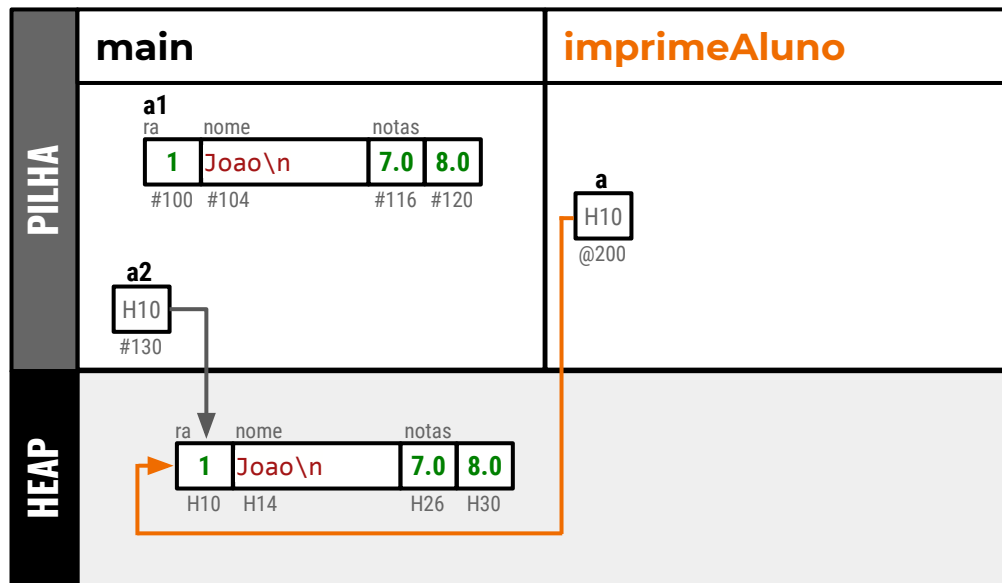 main
imprimeAluno
PILHA
a1
ra nome notas
1 Joao\n 7.0 8.0
#100 #104 #116 #120
a
H10
@200
a2
H10
#130
HEAP
ra nome notas
1 Joao\n 7.0 8.0
H10 H14 H26 H30